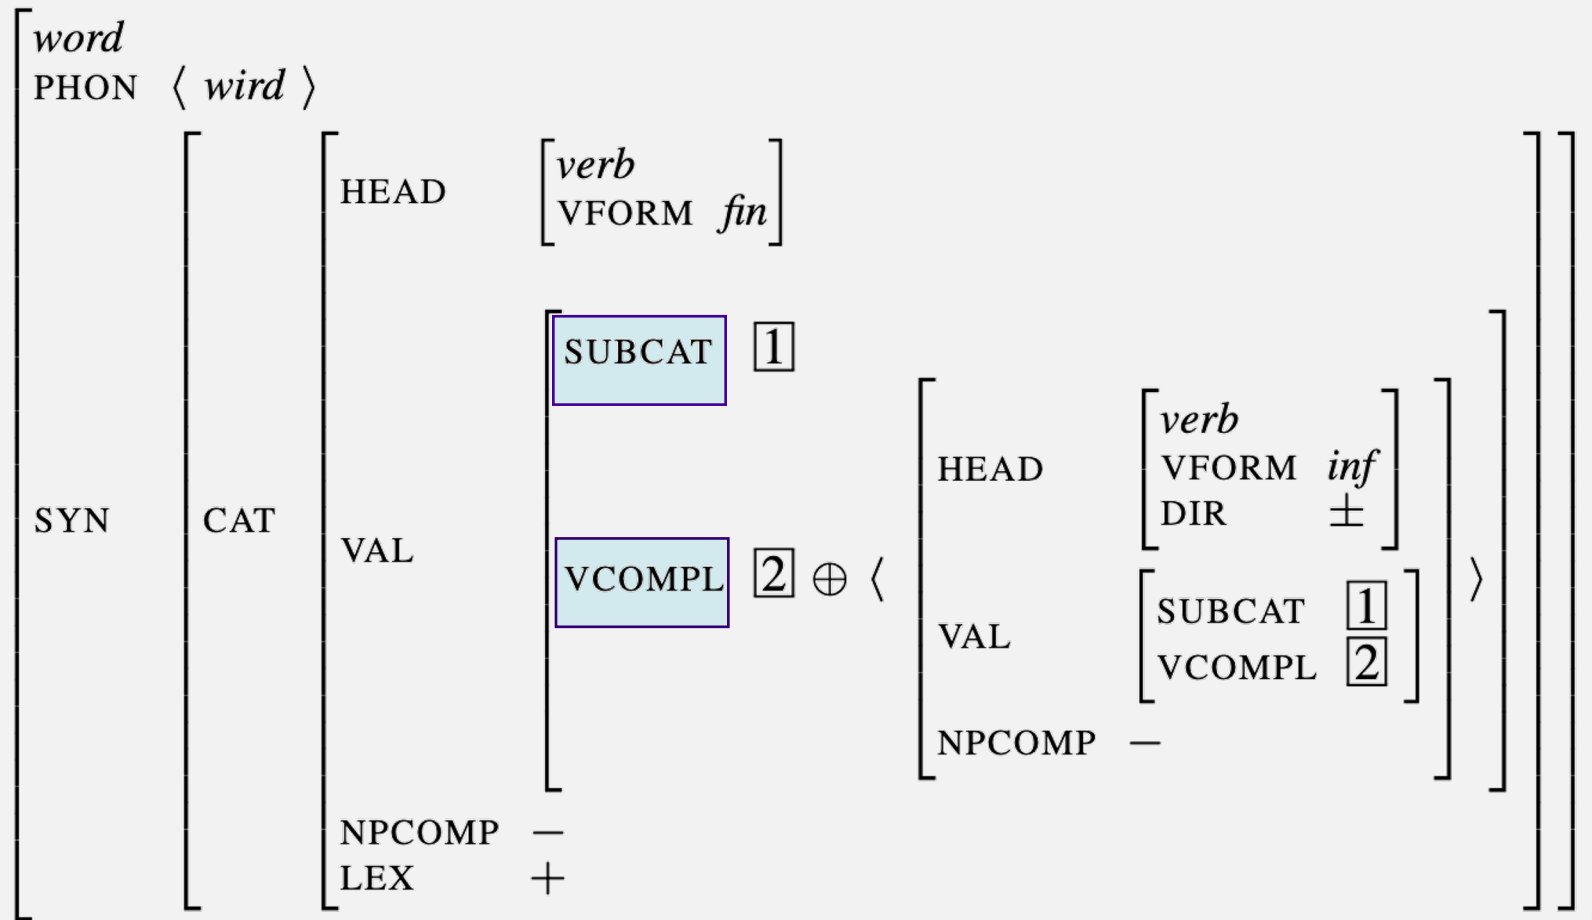 word
PHON ⟨ wird ⟩
HEAD
verb
VFORM fin
SUBCAT 1
SYN CAT VAL
VCOMPL 2 ⊕ ⟨
HEAD
verb
VFORM inf
DIR ±
VAL
SUBCAT 1
VCOMPL 2
NPCOMP −
⟩
NPCOMP −
LEX +